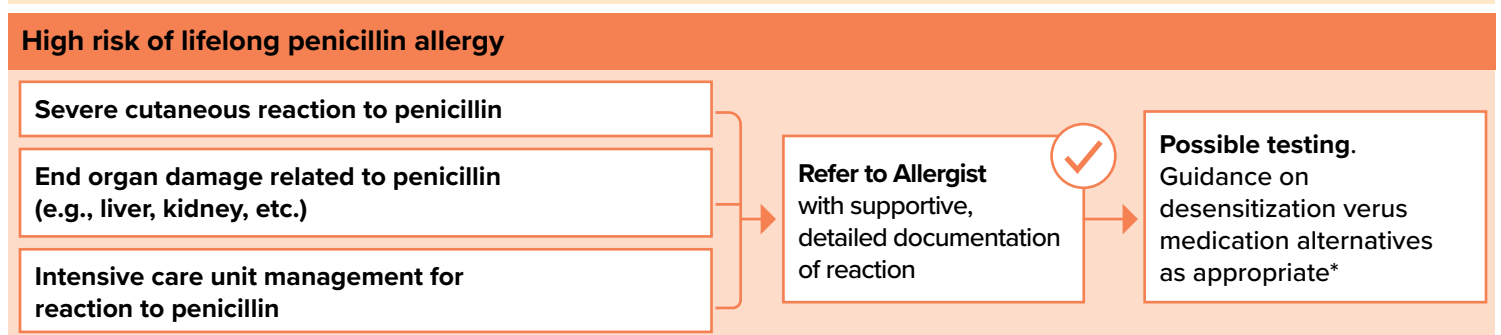 High risk of lifelong penicillin allergy
Severe cutaneous reaction to penicillin
End organ damage related to penicillin
(e.g., liver, kidney, etc.)
Intensive care unit management for
reaction to penicillin
Refer to Allergist
with supportive,
detailed documentation
of reaction
Possible testing.
Guidance on
desensitization verus
medication alternatives
as appropriate*